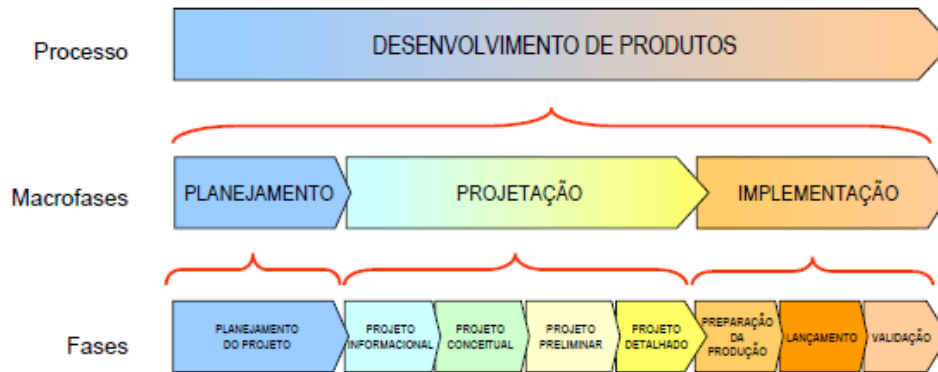 Processo
DESENVOLVIMENTO DE PRODUTOS
Macrofases
PLANEJAMENTO
PROJETAÇÃO
IMPLEMENTAÇÃO
Fases
PLANEJAMENTO
DO PROJETO
PROJETO
INFORMACIONAL
PROJETO
CONCEITUAL
PROJETO
PRELIMINAR
PROJETO
DETALHADO
PREPARAÇÃO
DA
PRODUÇÃO
LANÇAMENTO
VALIDAÇÃO